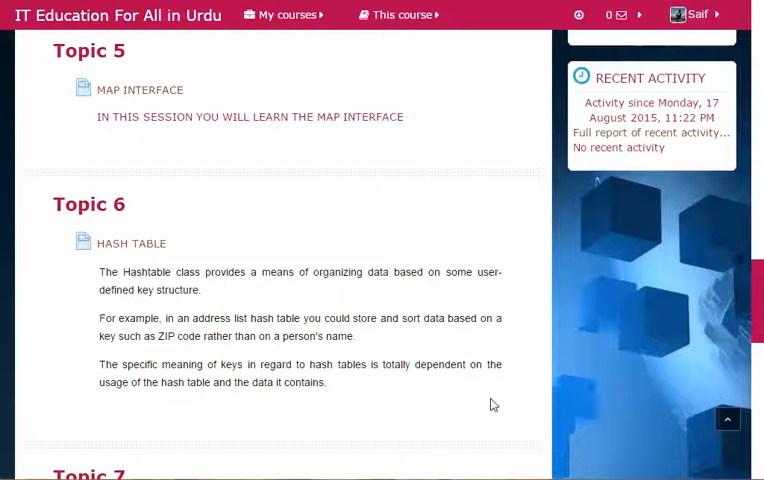 IT Education For All in Urdu
My courses
This course
0
Saif
Topic 5
MAP INTERFACE
IN THIS SESSION YOU WILL LEARN THE MAP INTERFACE
Topic 6
HASH TABLE
The Hashtable class provides a means of organizing data based on some user-
defined key structure.
For example, in an address list hash table you could store and sort data based on a
key such as ZIP code rather than on a person's name.
The specific meaning of keys in regard to hash tables is totally dependent on the
usage of the hash table and the data it contains.
Topic 7
RECENT ACTIVITY
Activity since Monday, 17
August 2015, 11:22 PM
Full report of recent activity...
No recent activity